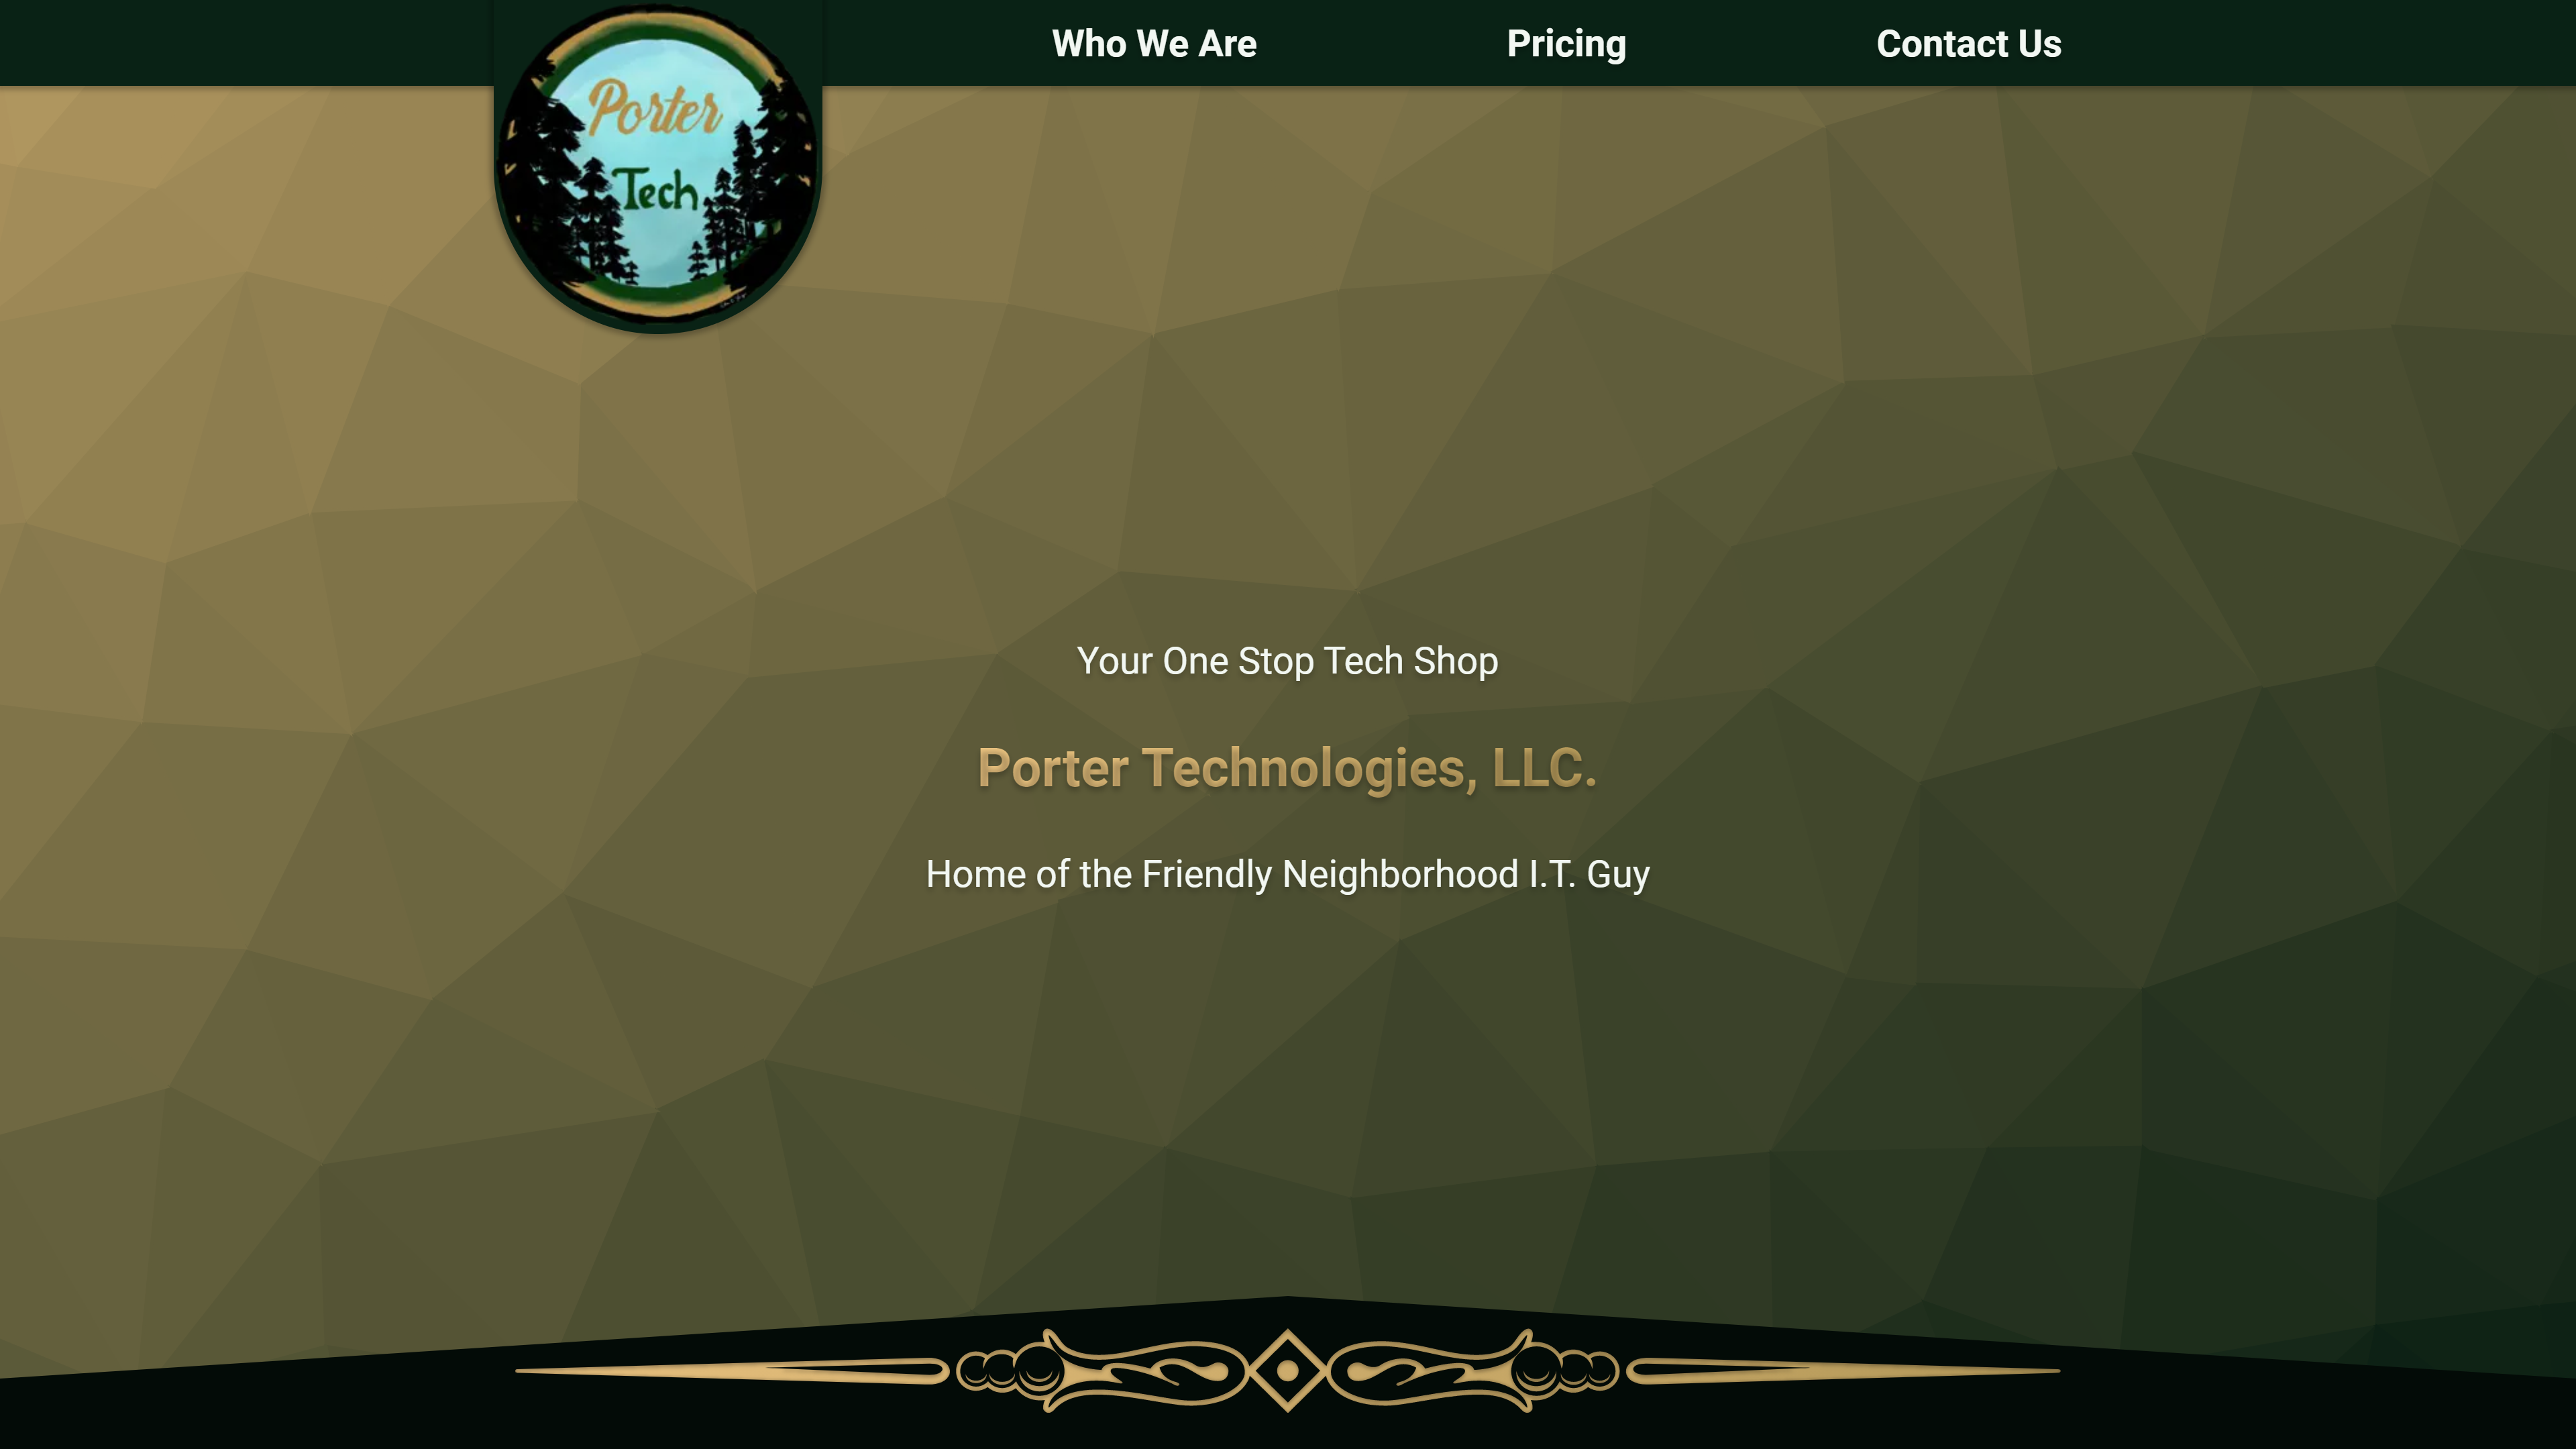 Who We Are
Pricing
Contact Us
Porter
Tech
Your One Stop Tech Shop
Porter Technologies, LLC.
Home of the Friendly Neighborhood I.T. Guy